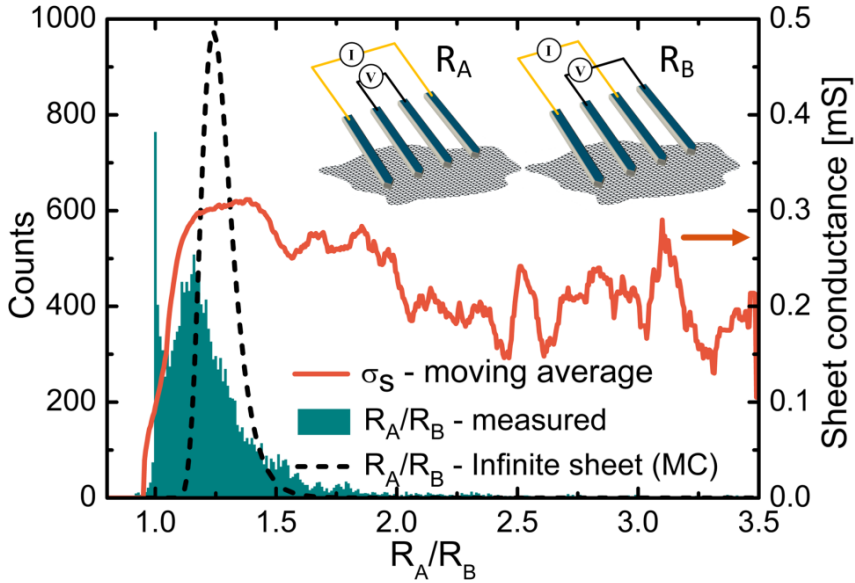 1000
800
600
400
200
0
Counts
1.0
1.5
2.0
2.5
3.0
3.5
R_A/R_B
0.5
0.4
0.3
0.2
0.1
0.0
Sheet conductance [mS]
I
V
R_A
I
V
R_B
σ_S - moving average
R_A/R_B - measured
R_A/R_B - Infinite sheet (MC)